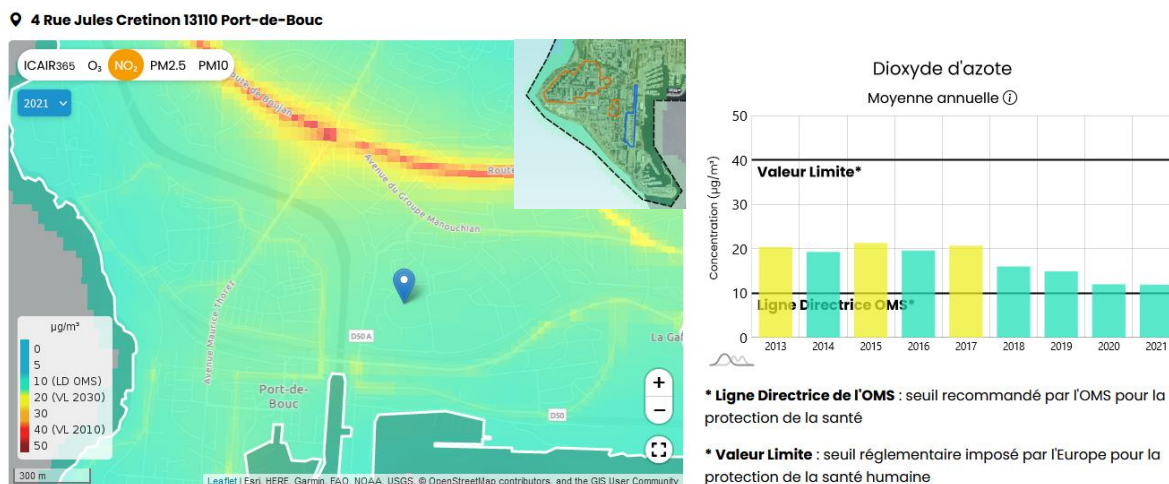 4 Rue Jules Cretinon 13110 Port-de-Bouc
ICAIR365 O₃ NO₂ PM2.5 PM10
2021
Route de Boujan
Avenue du Groupe Manouchian
Route
Avenue Maurice Thorez
D50A
La Gaf
Port-de-
Bouc
D50
µg/m³
0
5
10 (LD OMS)
20 (VL 2030)
30
40 (VL 2010)
50
300 m
+
−
Leaflet | Esri, HERE, Garmin, FAO, NOAA, USGS, © OpenStreetMap contributors, and the GIS User Community
Dioxyde d'azote
Moyenne annuelle ⓘ
Concentration (µg/m³)
50
40
Valeur Limite*
30
20
10
Ligne Directrice OMS*
0
2013 2014 2015 2016 2017 2018 2019 2020 2021
* Ligne Directrice de l'OMS : seuil recommandé par l'OMS pour la
protection de la santé
* Valeur Limite : seuil réglementaire imposé par l'Europe pour la
protection de la santé humaine